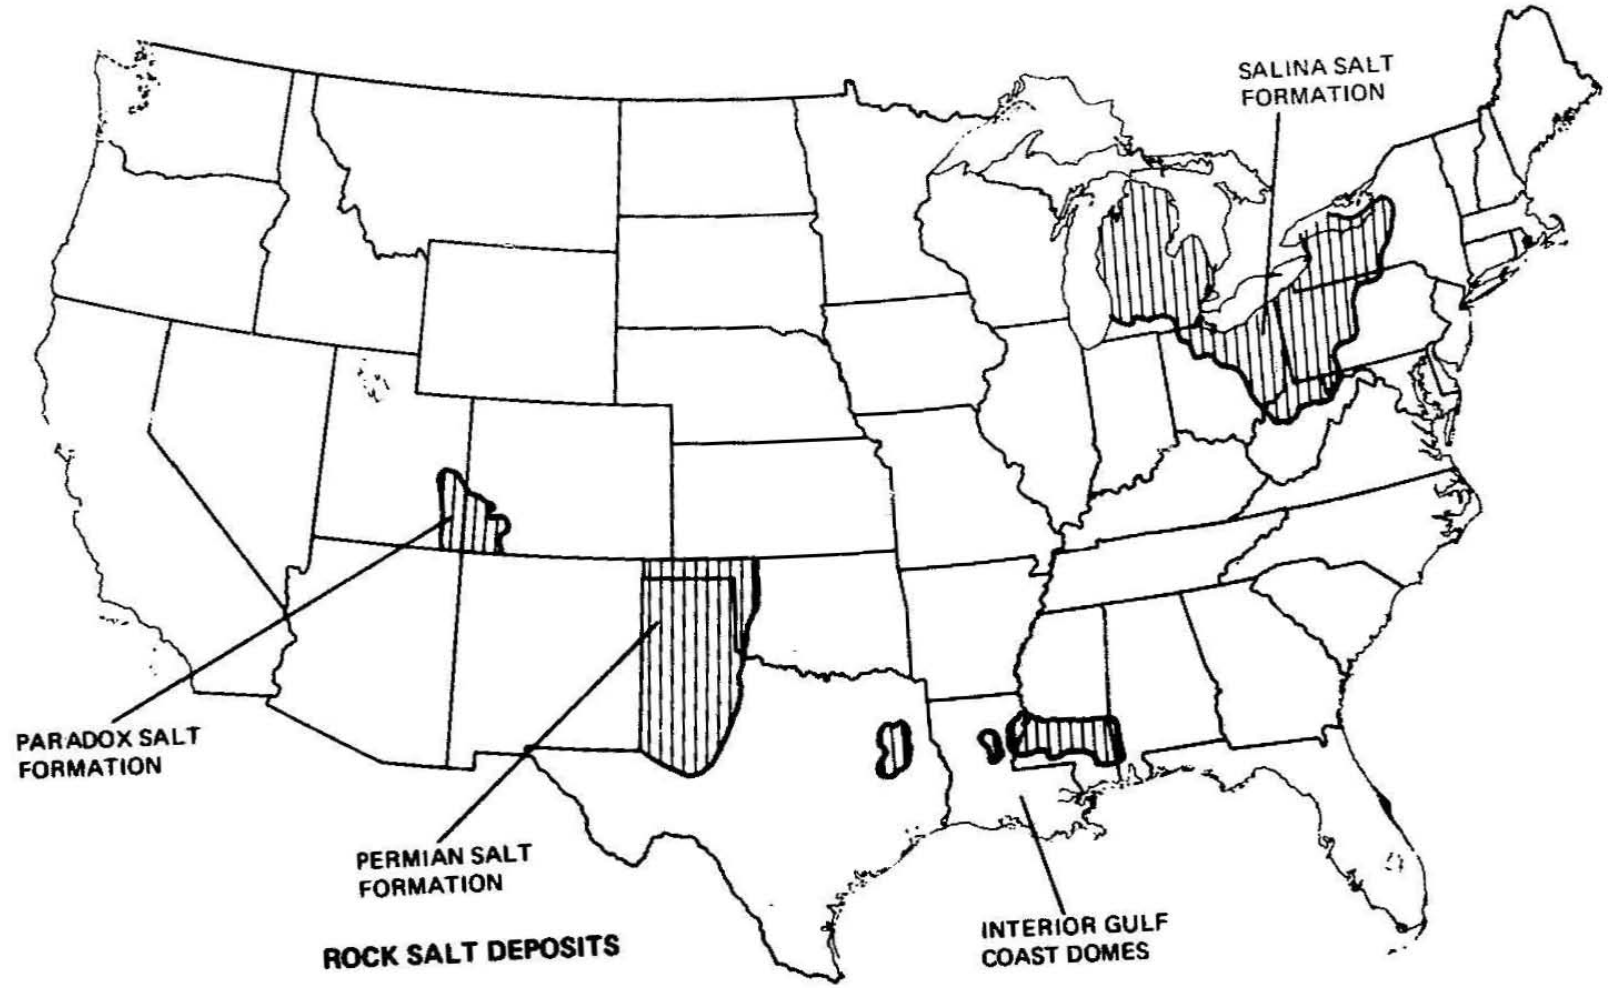 SALINA SALT
FORMATION
PARADOX SALT
FORMATION
PERMIAN SALT
FORMATION
INTERIOR GULF
COAST DOMES
ROCK SALT DEPOSITS